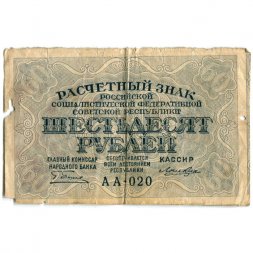 РАСЧЕТНЫЙ ЗНАК
РОССИЙСКОЙ
СОЦИАЛИСТИЧЕСКОЙ ФЕДЕРАТИВНОЙ
СОВЕТСКОЙ РЕСПУБЛИКИ
ШЕСТЬДЕСЯТ
РУБЛЕЙ
ГЛАВНЫЙ КОМИССАР
НАРОДНОГО БАНКА
ОБЕСПЕЧИВАЕТСЯ
ВСЕМ ДОСТОЯНИЕМ
РЕСПУБЛИКИ
КАССИР
АА-020